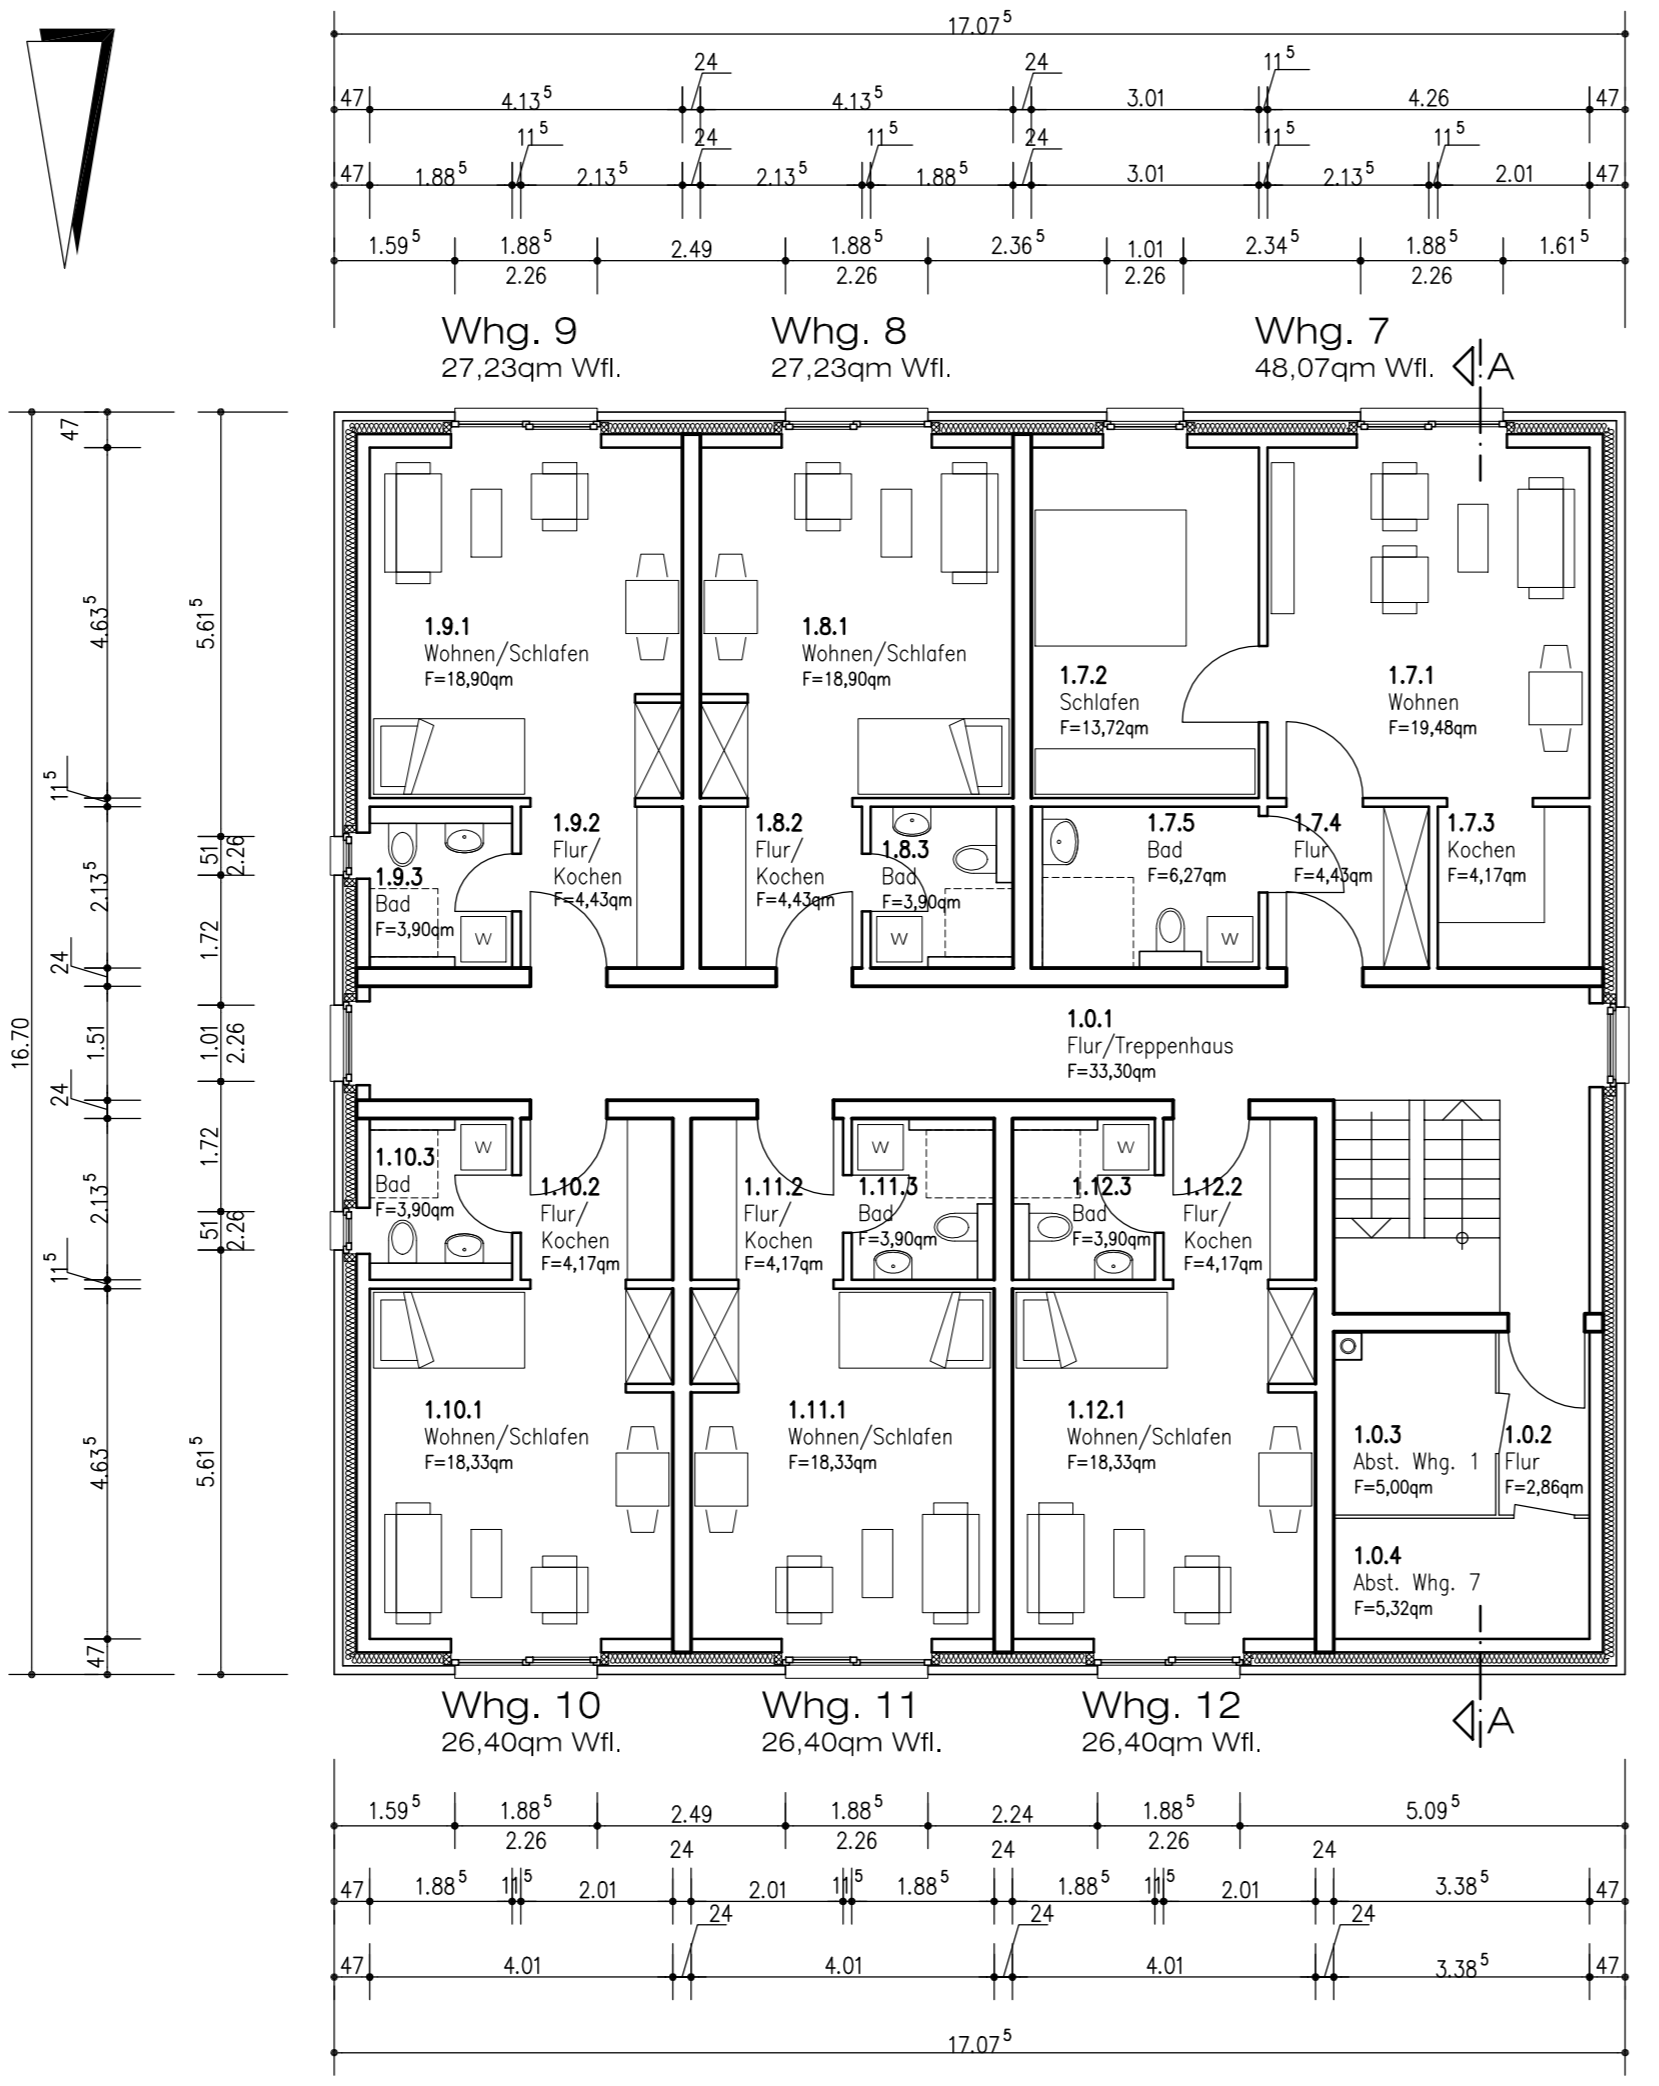 17.07⁵
24
24
11⁵
47
4.13⁵
4.13⁵
3.01
4.26
47
11⁵
24
11⁵
24
11⁵
11⁵
47
1.88⁵
2.13⁵
2.13⁵
1.88⁵
3.01
2.13⁵
2.01
47
1.59⁵
1.88⁵
2.49
1.88⁵
2.36⁵
1.01
2.34⁵
1.88⁵
1.61⁵
2.26
2.26
2.26
2.26
Whg. 9
27,23qm Wfl.
Whg. 8
27,23qm Wfl.
Whg. 7
48,07qm Wfl.
A
16.70
47
4.63⁵
11⁵
2.13⁵
24
1.51
24
2.13⁵
11⁵
4.63⁵
47
5.61⁵
51
2.26
1.72
1.01
2.26
1.72
51
2.26
5.61⁵
1.9.1
Wohnen/Schlafen
F=18,90qm
1.8.1
Wohnen/Schlafen
F=18,90qm
1.7.2
Schlafen
F=13,72qm
1.7.1
Wohnen
F=19,48qm
1.9.3
Bad
F=3,90qm
W
1.9.2
Flur/
Kochen
F=4,43qm
1.8.2
Flur/
Kochen
F=4,43qm
1.8.3
Bad
F=3,90qm
W
1.7.5
Bad
F=6,27qm
W
1.7.4
Flur
F=4,43qm
1.7.3
Kochen
F=4,17qm
1.0.1
Flur/Treppenhaus
F=33,30qm
1.10.3
Bad
F=3,90qm
W
1.10.2
Flur/
Kochen
F=4,17qm
1.11.2
Flur/
Kochen
F=4,17qm
W
1.11.3
Bad
F=3,90qm
W
1.12.3
Bad
F=3,90qm
1.12.2
Flur/
Kochen
F=4,17qm
1.10.1
Wohnen/Schlafen
F=18,33qm
1.11.1
Wohnen/Schlafen
F=18,33qm
1.12.1
Wohnen/Schlafen
F=18,33qm
1.0.3
Abst. Whg. 1
F=5,00qm
1.0.2
Flur
F=2,86qm
1.0.4
Abst. Whg. 7
F=5,32qm
Whg. 10
26,40qm Wfl.
Whg. 11
26,40qm Wfl.
Whg. 12
26,40qm Wfl.
A
1.59⁵
1.88⁵
2.49
1.88⁵
2.24
1.88⁵
5.09⁵
2.26
2.26
2.26
24
24
24
47
1.88⁵
11⁵
2.01
2.01
11⁵
1.88⁵
1.88⁵
11⁵
2.01
3.38⁵
47
24
24
24
47
4.01
4.01
4.01
3.38⁵
47
17.07⁵